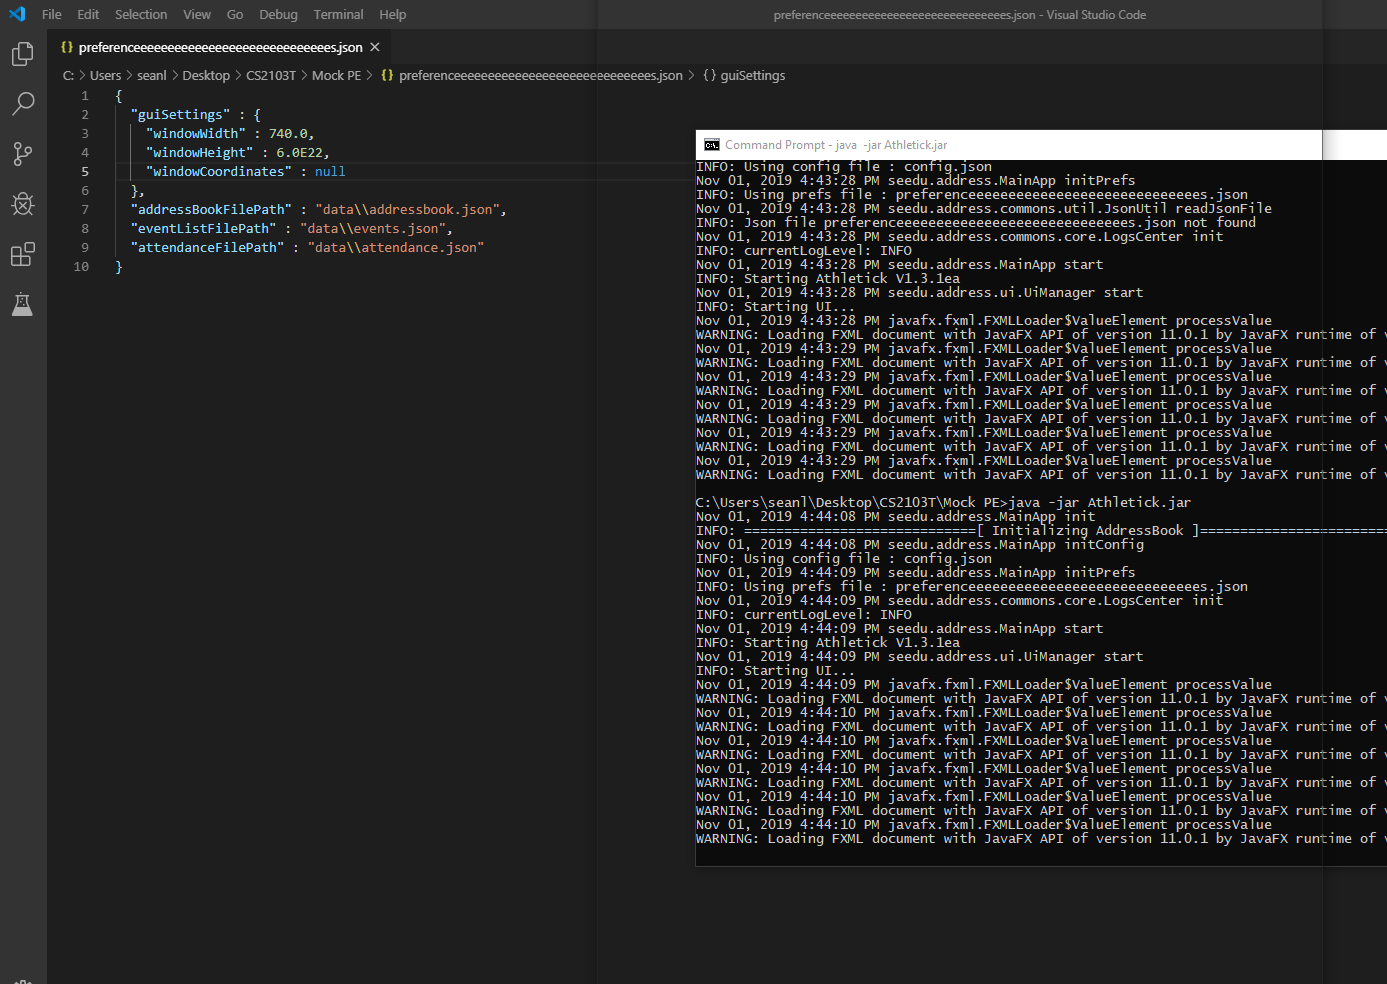 File Edit Selection View Go Debug Terminal Help
preferenceeeeeeeeeeeeeeeeeeeeeeeeeeeees.json - Visual Studio Code
{} preferenceeeeeeeeeeeeeeeeeeeeeeeeeeeees.json ×
C: > Users > seanl > Desktop > CS2103T > Mock PE > {} preferenceeeeeeeeeeeeeeeeeeeeeeeeeeeees.json > {} guiSettings
1 {
2 "guiSettings" : {
3 "windowWidth" : 740.0,
4 "windowHeight" : 6.0E22,
5 "windowCoordinates" : null
6 },
7 "addressBookFilePath" : "data\\addressbook.json",
8 "eventListFilePath" : "data\\events.json",
9 "attendanceFilePath" : "data\\attendance.json"
10 }
Command Prompt - java -jar Athletick.jar
INFO: Using config file : config.json
Nov 01, 2019 4:43:28 PM seedu.address.MainApp initPrefs
INFO: Using prefs file : preferenceeeeeeeeeeeeeeeeeeeeeeeeeeeees.json
Nov 01, 2019 4:43:28 PM seedu.address.commons.util.JsonUtil readJsonFile
INFO: Json file preferenceeeeeeeeeeeeeeeeeeeeeeeeeeeees.json not found
Nov 01, 2019 4:43:28 PM seedu.address.commons.core.LogsCenter init
INFO: currentLogLevel: INFO
Nov 01, 2019 4:43:28 PM seedu.address.MainApp start
INFO: Starting Athletick V1.3.1ea
Nov 01, 2019 4:43:28 PM seedu.address.ui.UiManager start
INFO: Starting UI...
Nov 01, 2019 4:43:28 PM javafx.fxml.FXMLLoader$ValueElement processValue
WARNING: Loading FXML document with JavaFX API of version 11.0.1 by JavaFX runtime of v
Nov 01, 2019 4:43:29 PM javafx.fxml.FXMLLoader$ValueElement processValue
WARNING: Loading FXML document with JavaFX API of version 11.0.1 by JavaFX runtime of v
Nov 01, 2019 4:43:29 PM javafx.fxml.FXMLLoader$ValueElement processValue
WARNING: Loading FXML document with JavaFX API of version 11.0.1 by JavaFX runtime of v
Nov 01, 2019 4:43:29 PM javafx.fxml.FXMLLoader$ValueElement processValue
WARNING: Loading FXML document with JavaFX API of version 11.0.1 by JavaFX runtime of v
Nov 01, 2019 4:43:29 PM javafx.fxml.FXMLLoader$ValueElement processValue
WARNING: Loading FXML document with JavaFX API of version 11.0.1 by JavaFX runtime of v
Nov 01, 2019 4:43:29 PM javafx.fxml.FXMLLoader$ValueElement processValue
WARNING: Loading FXML document with JavaFX API of version 11.0.1 by JavaFX runtime of v
C:\Users\seanl\Desktop\CS2103T\Mock PE>java -jar Athletick.jar
Nov 01, 2019 4:44:08 PM seedu.address.MainApp init
INFO: =============================[ Initializing AddressBook ]========================
Nov 01, 2019 4:44:08 PM seedu.address.MainApp initConfig
INFO: Using config file : config.json
Nov 01, 2019 4:44:09 PM seedu.address.MainApp initPrefs
INFO: Using prefs file : preferenceeeeeeeeeeeeeeeeeeeeeeeeeeeees.json
Nov 01, 2019 4:44:09 PM seedu.address.commons.core.LogsCenter init
INFO: currentLogLevel: INFO
Nov 01, 2019 4:44:09 PM seedu.address.MainApp start
INFO: Starting Athletick V1.3.1ea
Nov 01, 2019 4:44:09 PM seedu.address.ui.UiManager start
INFO: Starting UI...
Nov 01, 2019 4:44:09 PM javafx.fxml.FXMLLoader$ValueElement processValue
WARNING: Loading FXML document with JavaFX API of version 11.0.1 by JavaFX runtime of v
Nov 01, 2019 4:44:10 PM javafx.fxml.FXMLLoader$ValueElement processValue
WARNING: Loading FXML document with JavaFX API of version 11.0.1 by JavaFX runtime of v
Nov 01, 2019 4:44:10 PM javafx.fxml.FXMLLoader$ValueElement processValue
WARNING: Loading FXML document with JavaFX API of version 11.0.1 by JavaFX runtime of v
Nov 01, 2019 4:44:10 PM javafx.fxml.FXMLLoader$ValueElement processValue
WARNING: Loading FXML document with JavaFX API of version 11.0.1 by JavaFX runtime of v
Nov 01, 2019 4:44:10 PM javafx.fxml.FXMLLoader$ValueElement processValue
WARNING: Loading FXML document with JavaFX API of version 11.0.1 by JavaFX runtime of v
Nov 01, 2019 4:44:10 PM javafx.fxml.FXMLLoader$ValueElement processValue
WARNING: Loading FXML document with JavaFX API of version 11.0.1 by JavaFX runtime of v